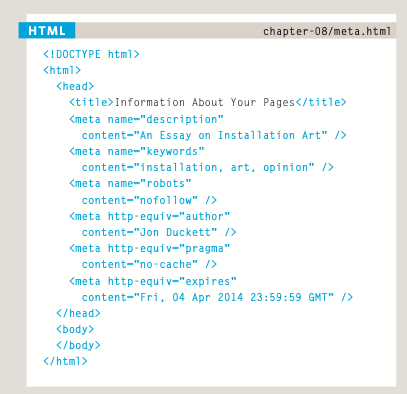 HTML chapter-08/meta.html
<!DOCTYPE html>
<html>
<head>
<title>Information About Your Pages</title>
<meta name="description"
content="An Essay on Installation Art" />
<meta name="keywords"
content="installation, art, opinion" />
<meta name="robots"
content="nofollow" />
<meta http-equiv="author"
content="Jon Duckett" />
<meta http-equiv="pragma"
content="no-cache" />
<meta http-equiv="expires"
content="Fri, 04 Apr 2014 23:59:59 GMT" />
</head>
<body>
</body>
</html>